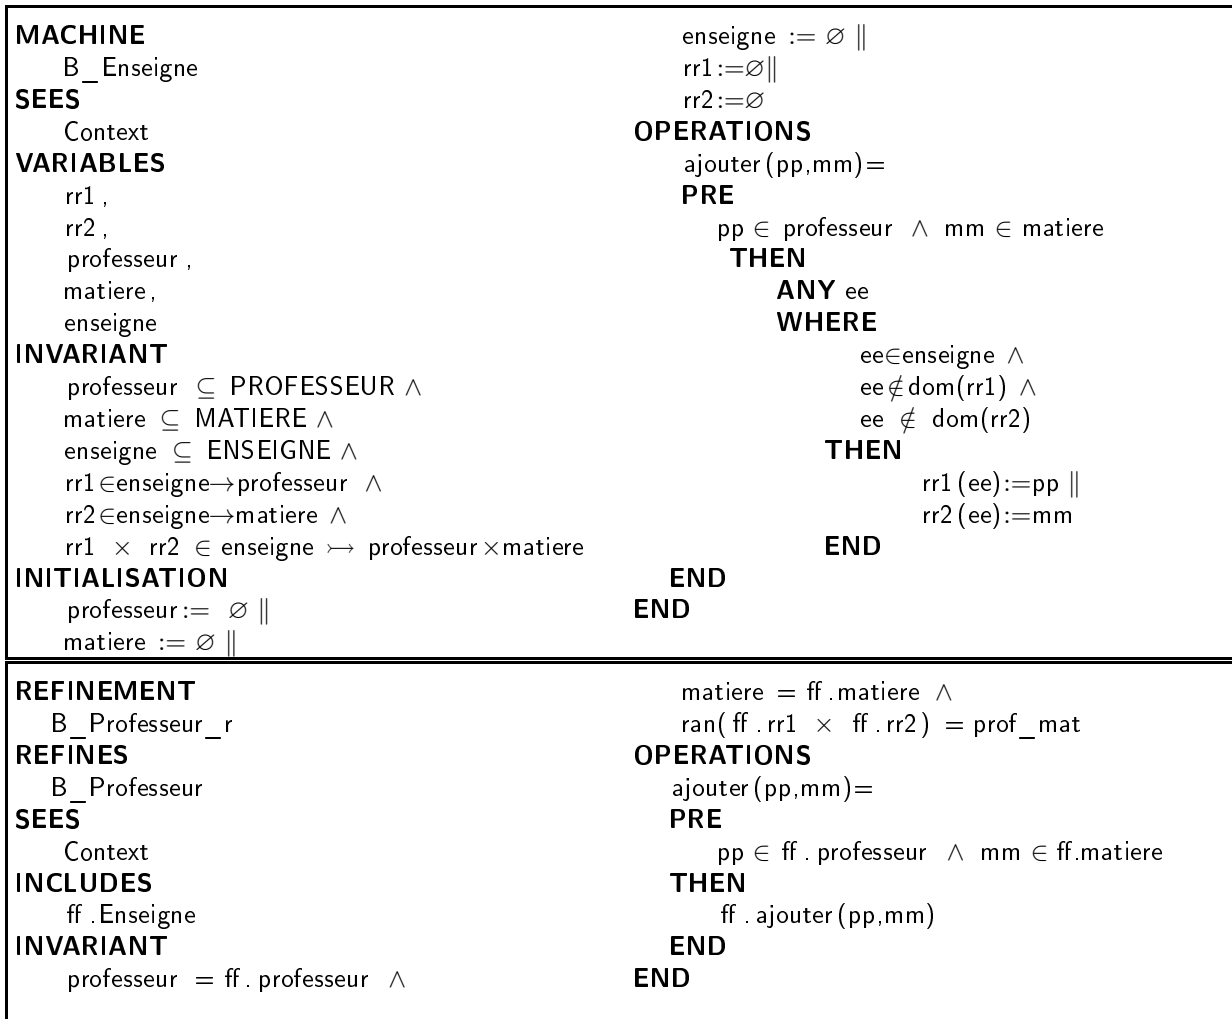 MACHINE
B_Enseigne
SEES
Context
VARIABLES
rr1 ,
rr2 ,
professeur ,
matiere ,
enseigne
INVARIANT
professeur ⊆ PROFESSEUR ∧
matiere ⊆ MATIERE ∧
enseigne ⊆ ENSEIGNE ∧
rr1∈enseigne→professeur ∧
rr2∈enseigne→matiere ∧
rr1 × rr2 ∈ enseigne ↣ professeur×matiere
INITIALISATION
professeur:= ∅ ∥
matiere := ∅ ∥
enseigne := ∅ ∥
rr1:=∅∥
rr2:=∅
OPERATIONS
ajouter(pp,mm)=
PRE
pp ∈ professeur ∧ mm ∈ matiere
THEN
ANY ee
WHERE
ee∈enseigne ∧
ee∉dom(rr1) ∧
ee ∉ dom(rr2)
THEN
rr1(ee):=pp ∥
rr2(ee):=mm
END
END
END
REFINEMENT
B_Professeur_r
REFINES
B_Professeur
SEES
Context
INCLUDES
ff.Enseigne
INVARIANT
professeur = ff.professeur ∧
matiere = ff.matiere ∧
ran(ff.rr1 × ff.rr2) = prof_mat
OPERATIONS
ajouter(pp,mm)=
PRE
pp ∈ ff.professeur ∧ mm ∈ ff.matiere
THEN
ff.ajouter(pp,mm)
END
END